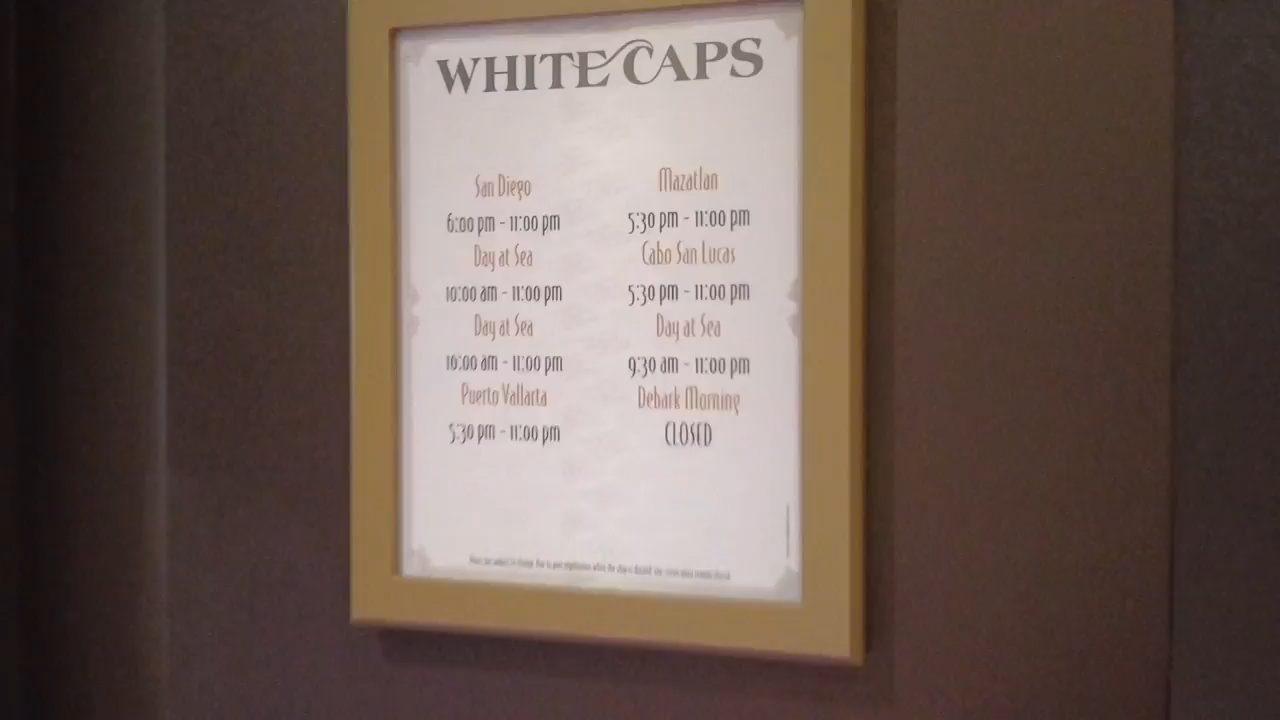 WHITE CAPS
San Diego
6:00 pm - 11:00 pm
Day at Sea
10:00 am - 11:00 pm
Day at Sea
10:00 am - 11:00 pm
Puerto Vallarta
5:30 pm - 11:00 pm
Mazatlan
5:30 pm - 11:00 pm
Cabo San Lucas
5:30 pm - 11:00 pm
Day at Sea
9:30 am - 11:00 pm
Debark Morning
CLOSED